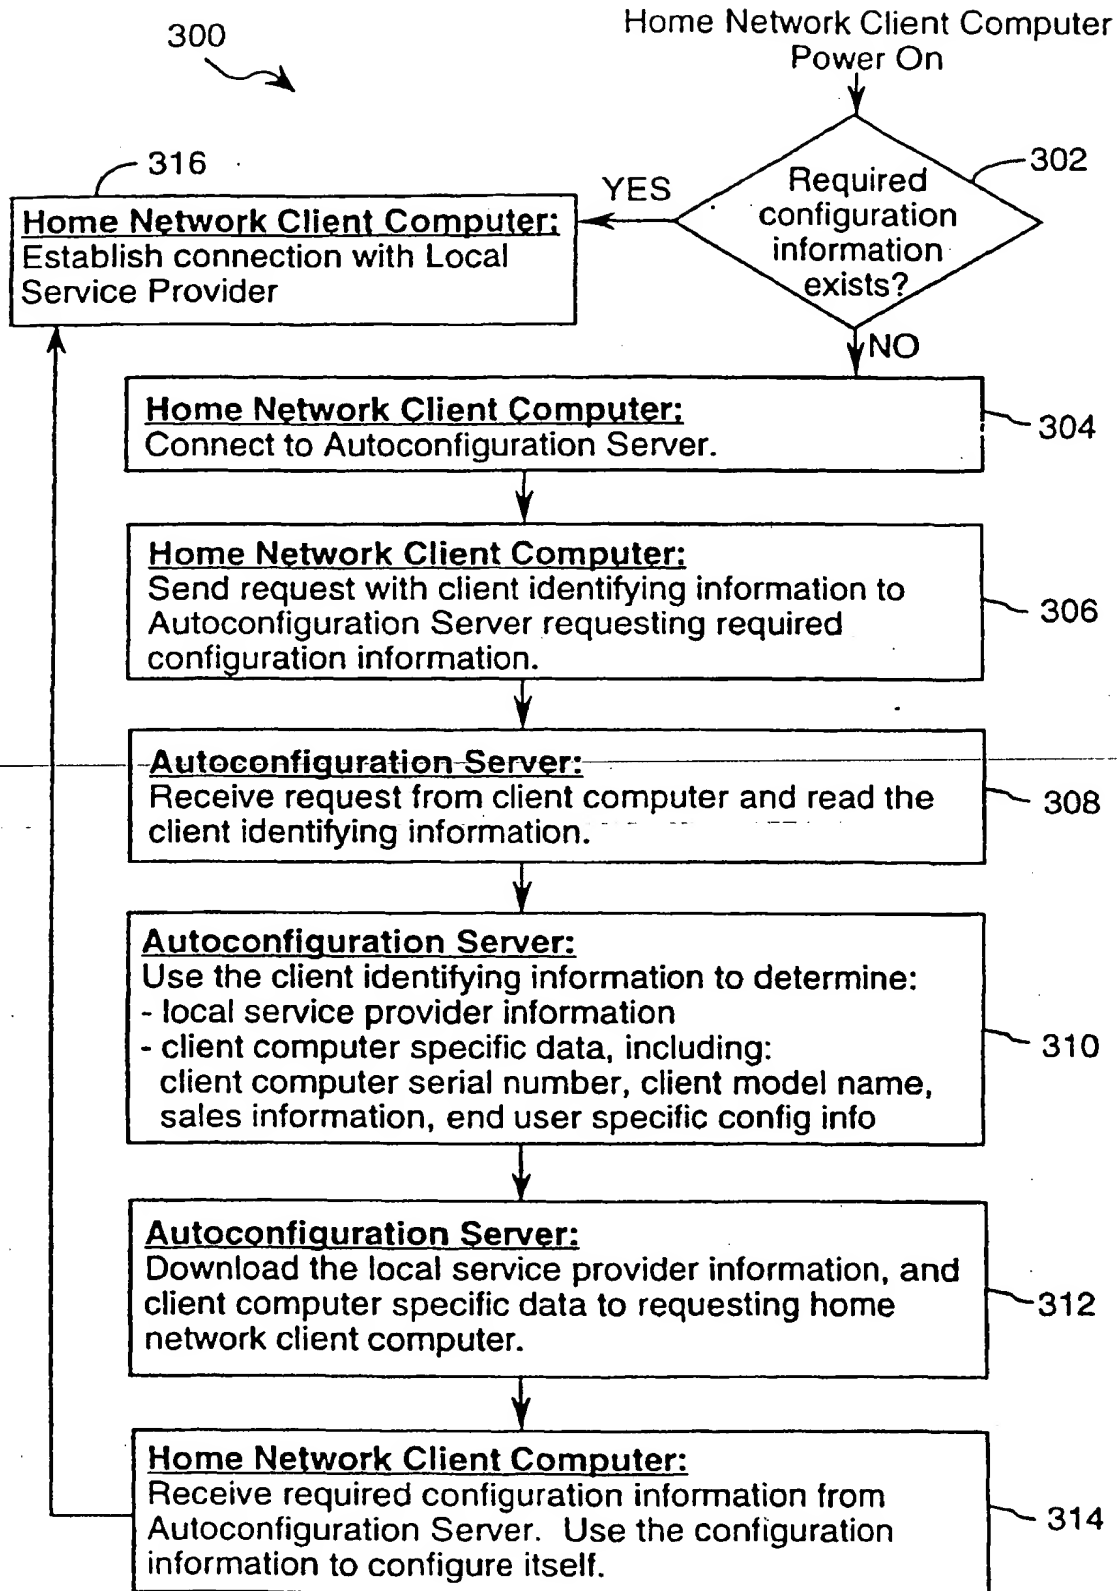 300
Home Network Client Computer
Power On
302
Required
configuration
information
exists?
YES
NO
316
Home Network Client Computer:
Establish connection with Local
Service Provider
Home Network Client Computer:
Connect to Autoconfiguration Server.
304
Home Network Client Computer:
Send request with client identifying information to
Autoconfiguration Server requesting required
configuration information.
306
Autoconfiguration Server:
Receive request from client computer and read the
client identifying information.
308
Autoconfiguration Server:
Use the client identifying information to determine:
- local service provider information
- client computer specific data, including:
client computer serial number, client model name,
sales information, end user specific config info
310
Autoconfiguration Server:
Download the local service provider information, and
client computer specific data to requesting home
network client computer.
312
Home Network Client Computer:
Receive required configuration information from
Autoconfiguration Server. Use the configuration
information to configure itself.
314